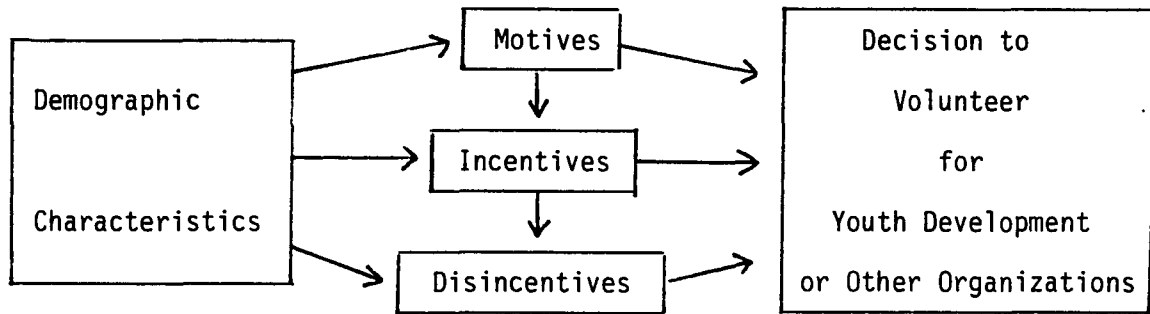 Demographic
Characteristics
Motives
Incentives
Disincentives
Decision to
Volunteer
for
Youth Development
or Other Organizations